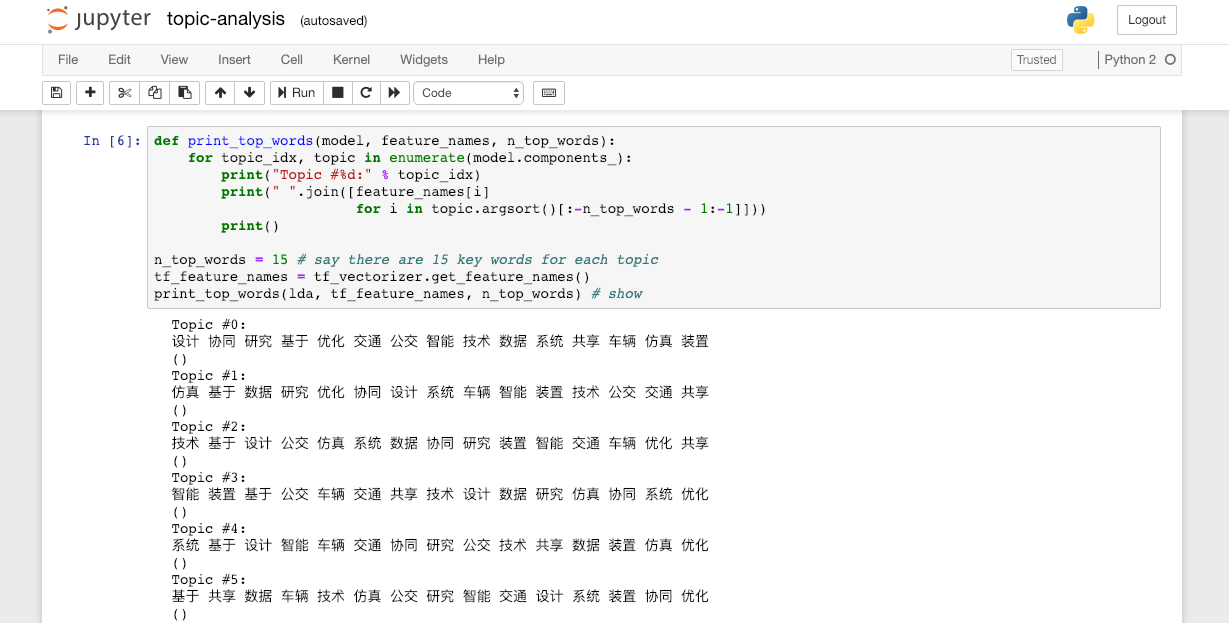 jupyter topic-analysis (autosaved) Logout
File Edit View Insert Cell Kernel Widgets Help Trusted Python 2
Run Code
In [6]: def print_top_words(model, feature_names, n_top_words):
for topic_idx, topic in enumerate(model.components_):
print("Topic #%d:" % topic_idx)
print(" ".join([feature_names[i]
for i in topic.argsort()[:-n_top_words - 1:-1]]))
print()
n_top_words = 15 # say there are 15 key words for each topic
tf_feature_names = tf_vectorizer.get_feature_names()
print_top_words(lda, tf_feature_names, n_top_words) # show
Topic #0:
设计 协同 研究 基于 优化 交通 公交 智能 技术 数据 系统 共享 车辆 仿真 装置
()
Topic #1:
仿真 基于 数据 研究 优化 协同 设计 系统 车辆 智能 装置 技术 公交 交通 共享
()
Topic #2:
技术 基于 设计 公交 仿真 系统 数据 协同 研究 装置 智能 交通 车辆 优化 共享
()
Topic #3:
智能 装置 基于 公交 车辆 交通 共享 技术 设计 数据 研究 仿真 协同 系统 优化
()
Topic #4:
系统 基于 设计 智能 车辆 交通 协同 研究 公交 技术 共享 数据 装置 仿真 优化
()
Topic #5:
基于 共享 数据 车辆 技术 仿真 公交 研究 智能 交通 设计 系统 装置 协同 优化
()